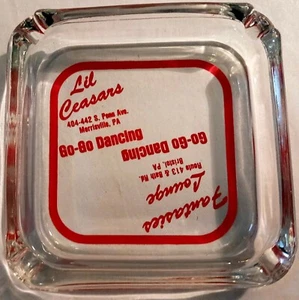 Lil
Ceasars
404-442 S. Penn Ave.
Morrisville, PA
Go-Go Dancing
Fantasies
Lounge
Route 413 & Bath Rd.
Bristol, PA
Go-Go Dancing